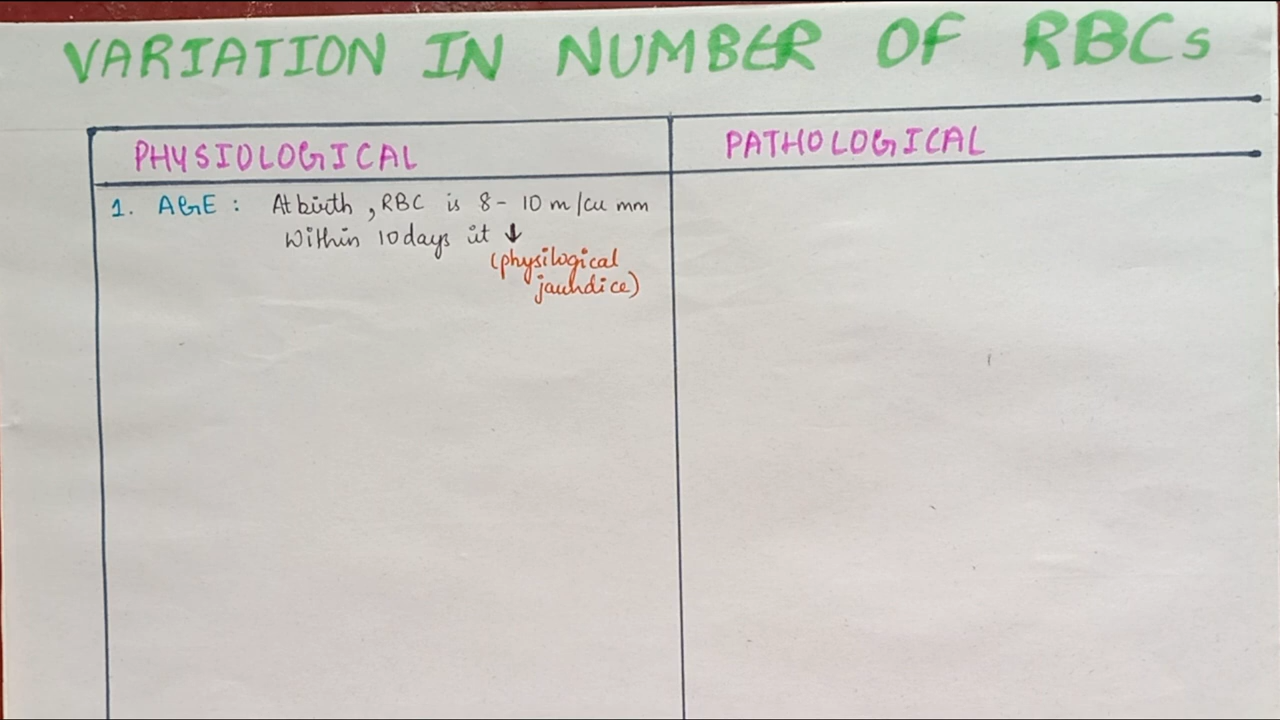 VARIATION IN NUMBER OF RBCs
PHYSIOLOGICAL
PATHOLOGICAL
1. AGE : At birth , RBC is 8 - 10 m/cu mm
Within 10 days it ↓
(physilogical
jaundice)